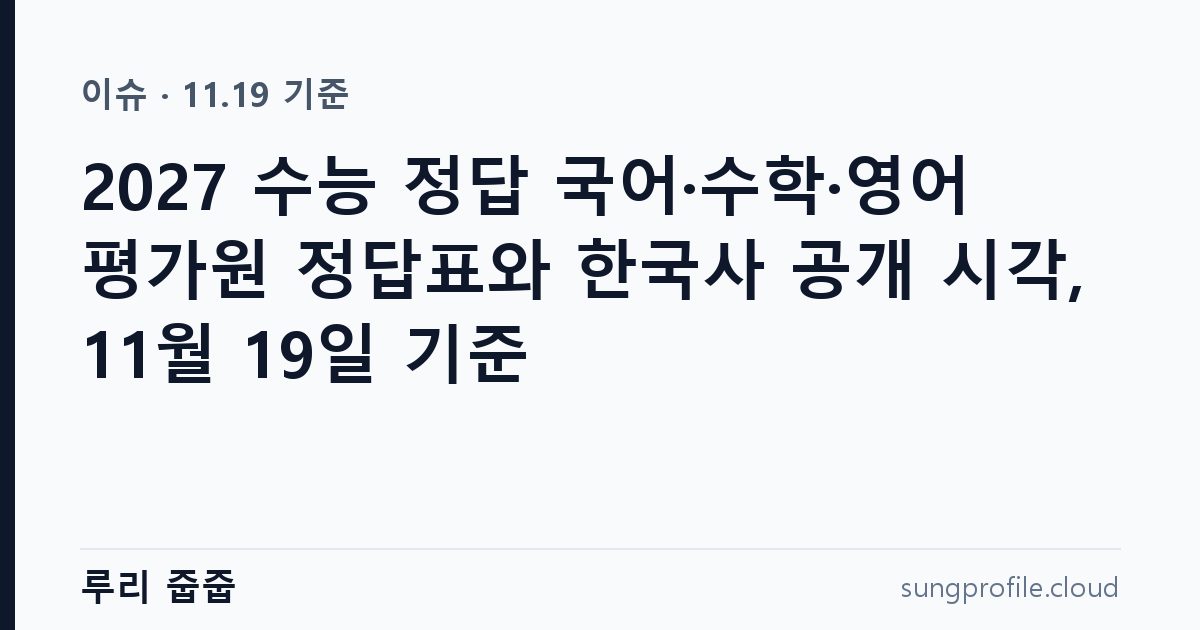 이슈 · 11.19 기준
2027 수능 정답 국어·수학·영어
평가원 정답표와 한국사 공개 시각,
11월 19일 기준
루리 줍줍
sungprofile.cloud